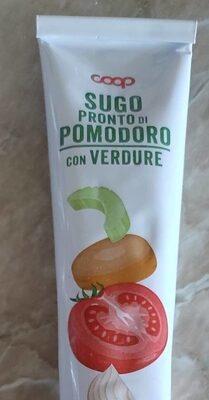 coop
SUGO
PRONTO DI
POMODORO
CON VERDURE